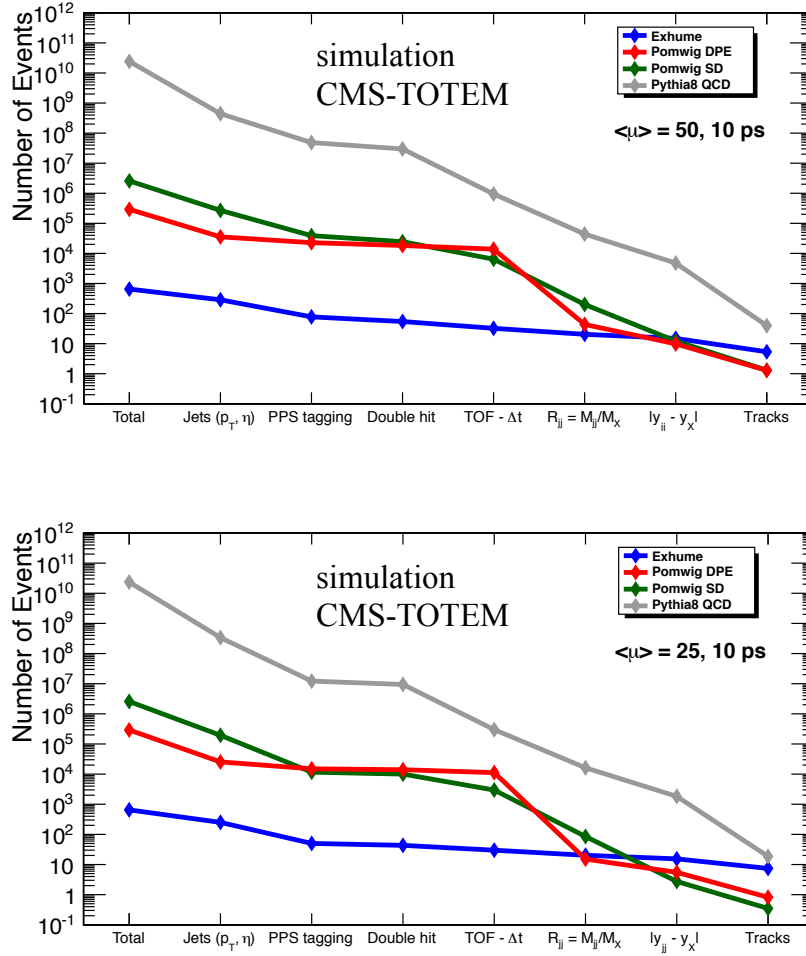 10^12
10^11
10^10
10^9
10^8
10^7
10^6
10^5
10^4
10^3
10^2
10
1
10^-1
Number of Events
simulation
CMS-TOTEM
Exhume
Pomwig DPE
Pomwig SD
Pythia8 QCD
<μ> = 50, 10 ps
Total Jets (p_T, η) PPS tagging Double hit TOF - Δt R_jj = M_jj/M_X |y_jj - y_X| Tracks
10^12
10^11
10^10
10^9
10^8
10^7
10^6
10^5
10^4
10^3
10^2
10
1
10^-1
Number of Events
simulation
CMS-TOTEM
Exhume
Pomwig DPE
Pomwig SD
Pythia8 QCD
<μ> = 25, 10 ps
Total Jets (p_T, η) PPS tagging Double hit TOF - Δt R_jj = M_jj/M_X |y_jj - y_X| Tracks